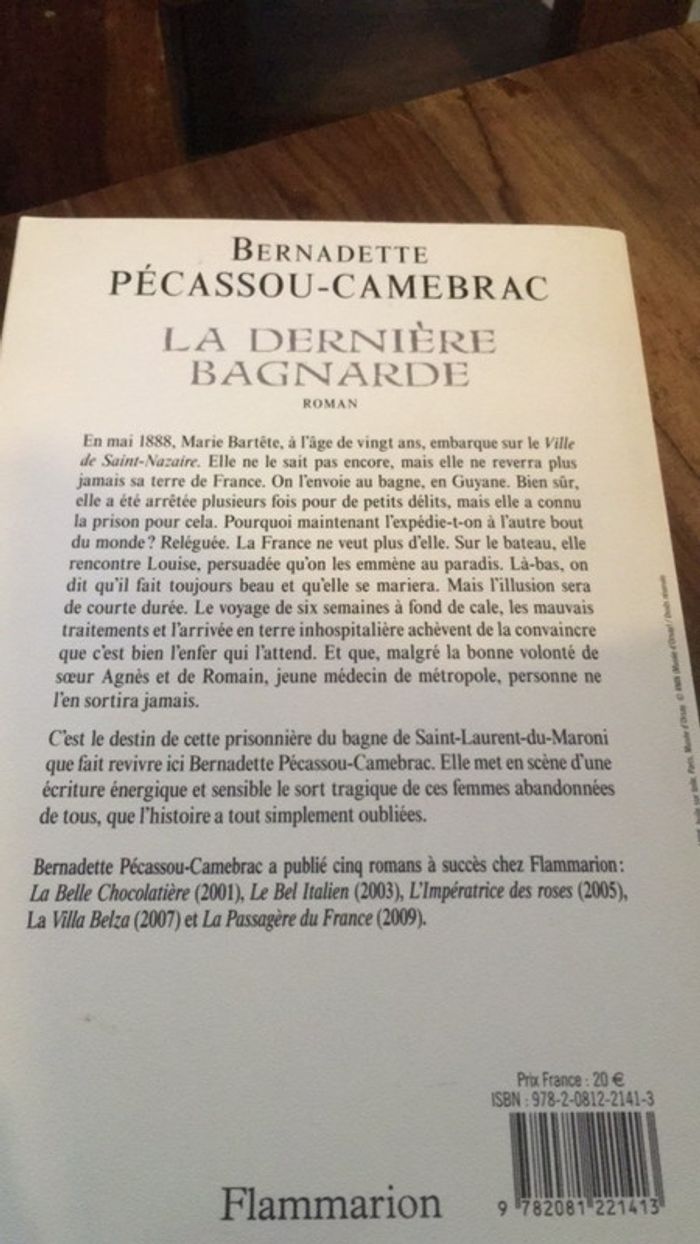 BERNADETTE
PÉCASSOU-CAMEBRAC
LA DERNIÈRE
BAGNARDE
ROMAN
En mai 1888, Marie Bartête, à l'âge de vingt ans, embarque sur le Ville
de Saint-Nazaire. Elle ne le sait pas encore, mais elle ne reverra plus
jamais sa terre de France. On l'envoie au bagne, en Guyane. Bien sûr,
elle a été arrêtée plusieurs fois pour de petits délits, mais elle a connu
la prison pour cela. Pourquoi maintenant l'expédie-t-on à l'autre bout
du monde ? Reléguée. La France ne veut plus d'elle. Sur le bateau, elle
rencontre Louise, persuadée qu'on les emmène au paradis. Là-bas, on
dit qu'il fait toujours beau et qu'elle se mariera. Mais l'illusion sera
de courte durée. Le voyage de six semaines à fond de cale, les mauvais
traitements et l'arrivée en terre inhospitalière achèvent de la convaincre
que c'est bien l'enfer qui l'attend. Et que, malgré la bonne volonté de
sœur Agnès et de Romain, jeune médecin de métropole, personne ne
l'en sortira jamais.
C'est le destin de cette prisonnière du bagne de Saint-Laurent-du-Maroni
que fait revivre ici Bernadette Pécassou-Camebrac. Elle met en scène d'une
écriture énergique et sensible le sort tragique de ces femmes abandonnées
de tous, que l'histoire a tout simplement oubliées.
Bernadette Pécassou-Camebrac a publié cinq romans à succès chez Flammarion :
La Belle Chocolatière (2001), Le Bel Italien (2003), L'Impératrice des roses (2005),
La Villa Belza (2007) et La Passagère du France (2009).
Prix France : 20 €
ISBN : 978-2-0812-2141-3
9 782081 221413
Flammarion